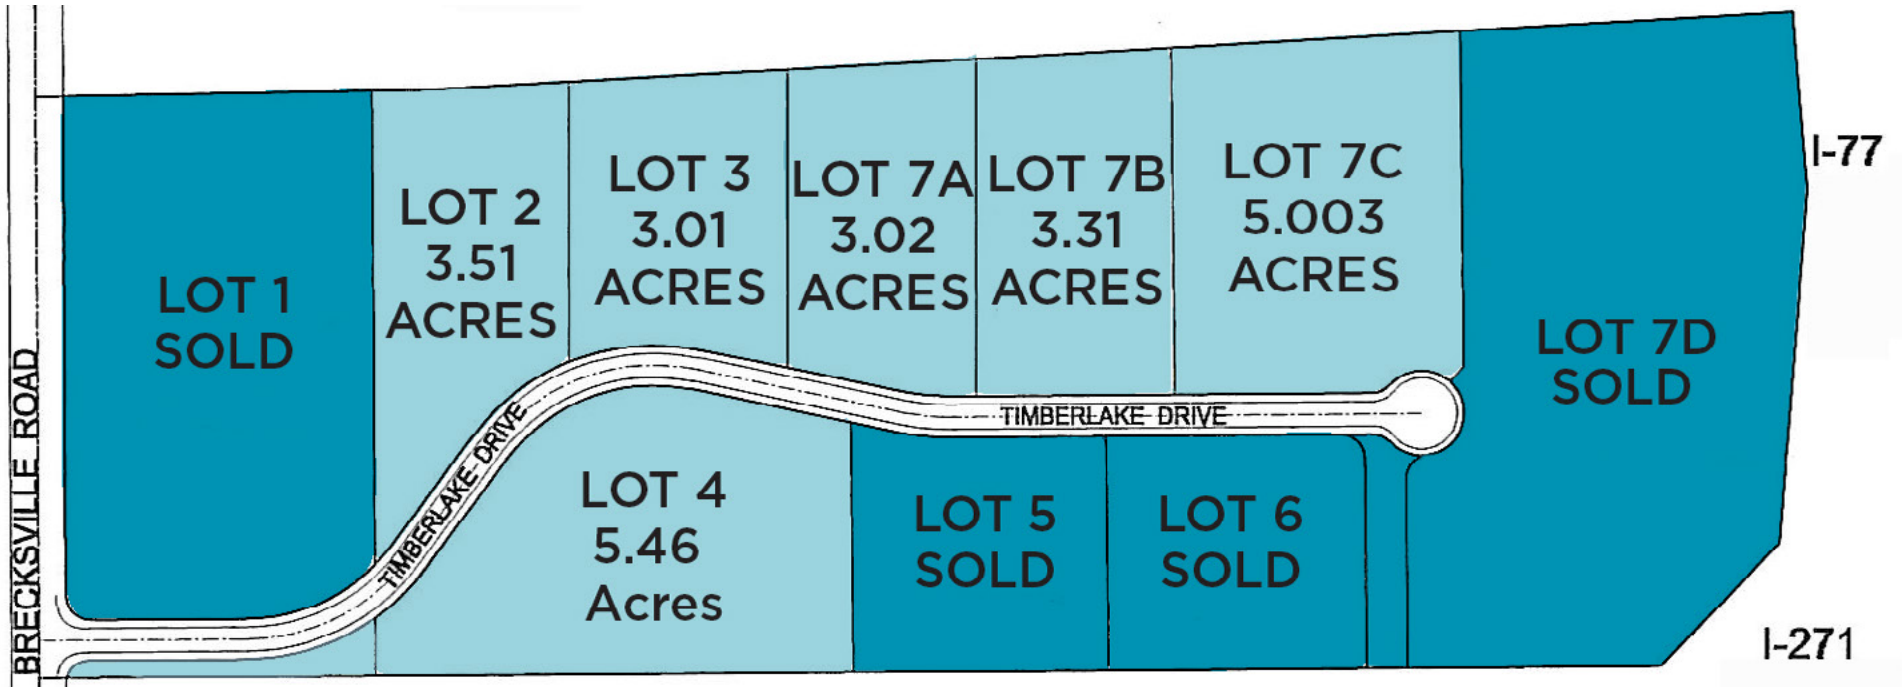 BRECKSVILLE ROAD
LOT 1
SOLD
LOT 2
3.51
ACRES
LOT 3
3.01
ACRES
LOT 7A
3.02
ACRES
LOT 7B
3.31
ACRES
LOT 7C
5.003
ACRES
LOT 7D
SOLD
I-77
TIMBERLAKE DRIVE
TIMBERLAKE DRIVE
LOT 4
5.46
Acres
LOT 5
SOLD
LOT 6
SOLD
I-271